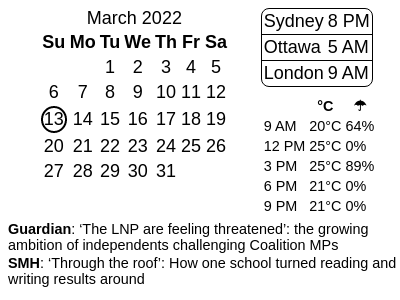 March 2022
Su Mo Tu We Th Fr Sa
1 2 3 4 5
6 7 8 9 10 11 12
13 14 15 16 17 18 19
20 21 22 23 24 25 26
27 28 29 30 31
Sydney 8 PM
Ottawa 5 AM
London 9 AM
°C ☂
9 AM 20°C 64%
12 PM 25°C 0%
3 PM 25°C 89%
6 PM 21°C 0%
9 PM 21°C 0%
Guardian: ‘The LNP are feeling threatened’: the growing
ambition of independents challenging Coalition MPs
SMH: ‘Through the roof’: How one school turned reading and
writing results around